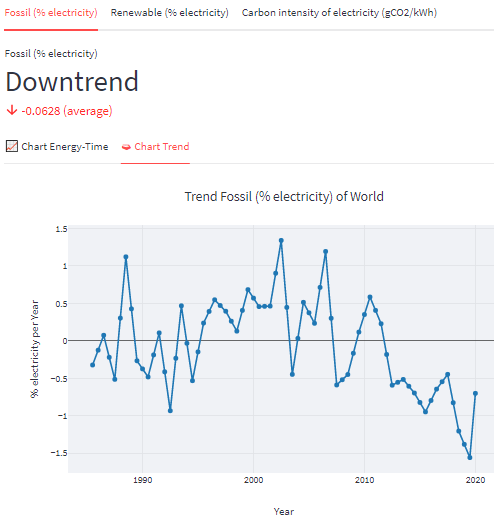 Fossil (% electricity) Renewable (% electricity) Carbon intensity of electricity (gCO2/kWh)
Fossil (% electricity)
Downtrend
-0.0628 (average)
Chart Energy-Time Chart Trend
Trend Fossil (% electricity) of World
1.5
1
0.5
0
−0.5
−1
−1.5
% electricity per Year
1990 2000 2010 2020
Year